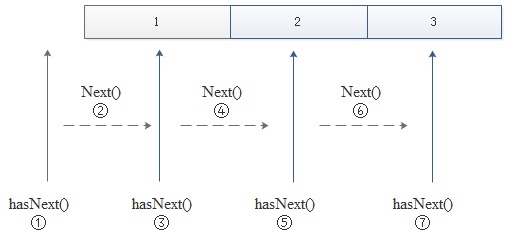 1 2 3
Next() Next() Next()
② ④ ⑥
hasNext() hasNext() hasNext() hasNext()
① ③ ⑤ ⑦